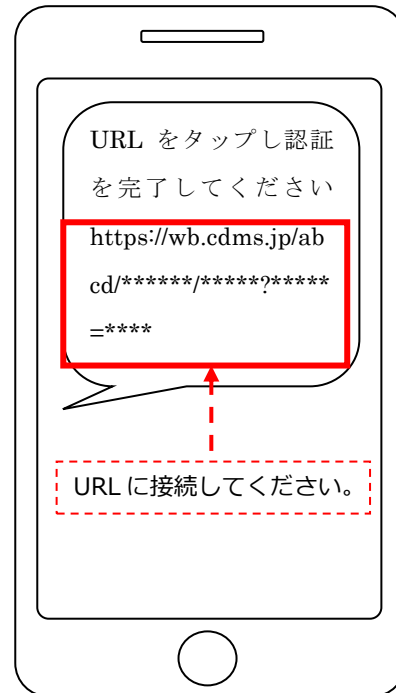 URL をタップし認証
を完了してください
https://wb.cdms.jp/ab
cd/******/*****?*****
=****
URL に接続してください。